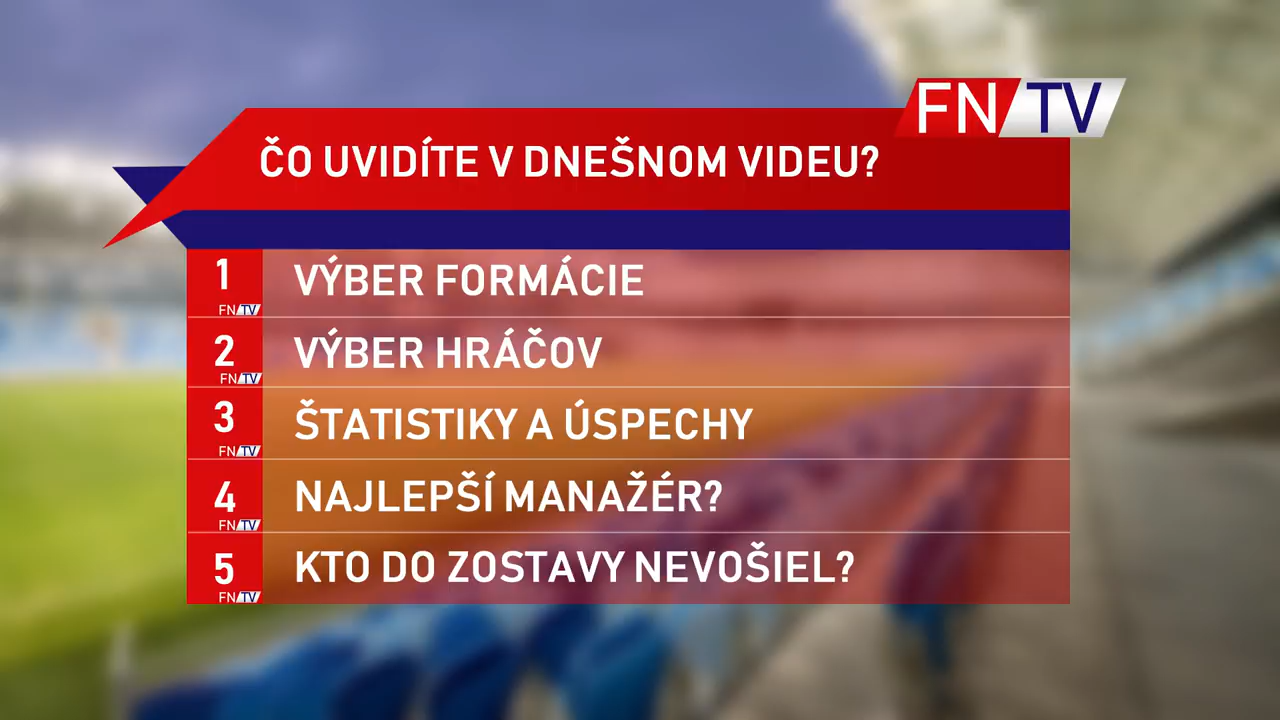 FN/TV
ČO UVIDÍTE V DNEŠNOM VIDEU?
1 VÝBER FORMÁCIE
FN/TV
2 VÝBER HRÁČOV
FN/TV
3 ŠTATISTIKY A ÚSPECHY
FN/TV
4 NAJLEPŠÍ MANAŽÉR?
FN/TV
5 KTO DO ZOSTAVY NEVOŠIEL?
FN/TV